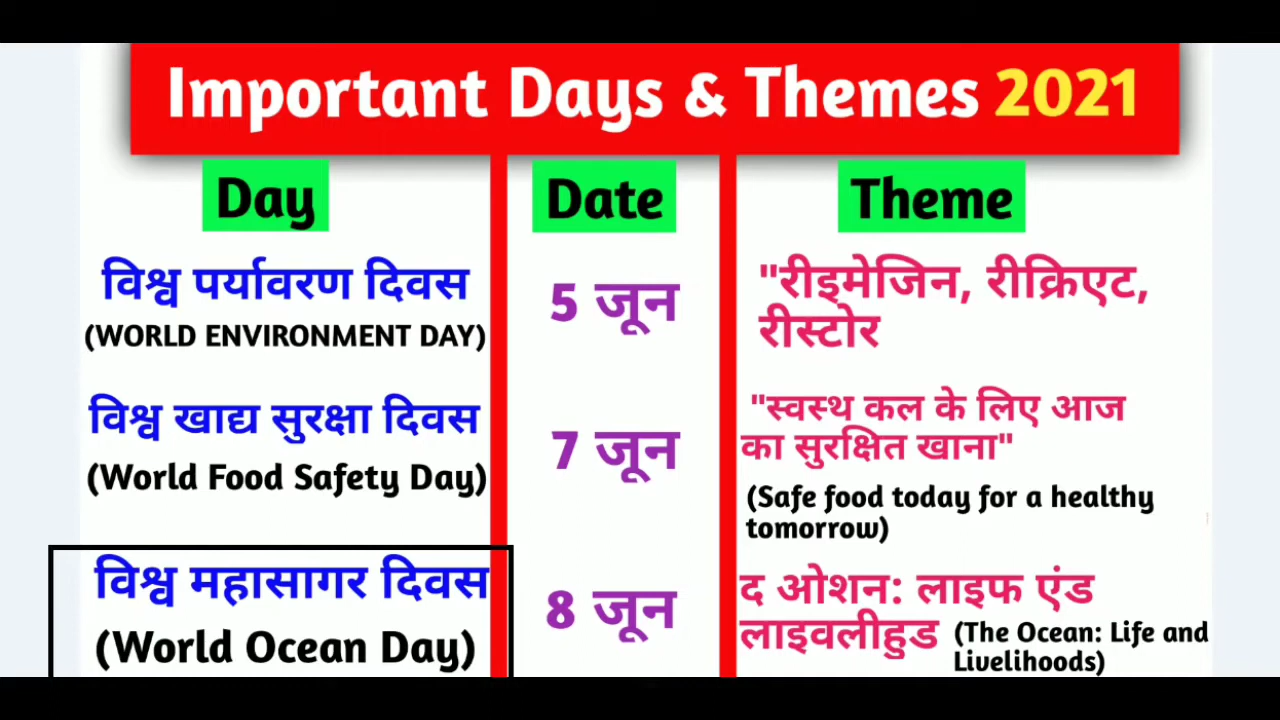 Important Days & Themes 2021
Day
Date
Theme
विश्व पर्यावरण दिवस
(WORLD ENVIRONMENT DAY)
5 जून
"रीइमेजिन, रीक्रिएट,
रीस्टोर
विश्व खाद्य सुरक्षा दिवस
(World Food Safety Day)
7 जून
"स्वस्थ कल के लिए आज
का सुरक्षित खाना"
(Safe food today for a healthy
tomorrow)
विश्व महासागर दिवस
(World Ocean Day)
8 जून
द ओशन: लाइफ एंड
लाइवलीहुड (The Ocean: Life and
Livelihoods)